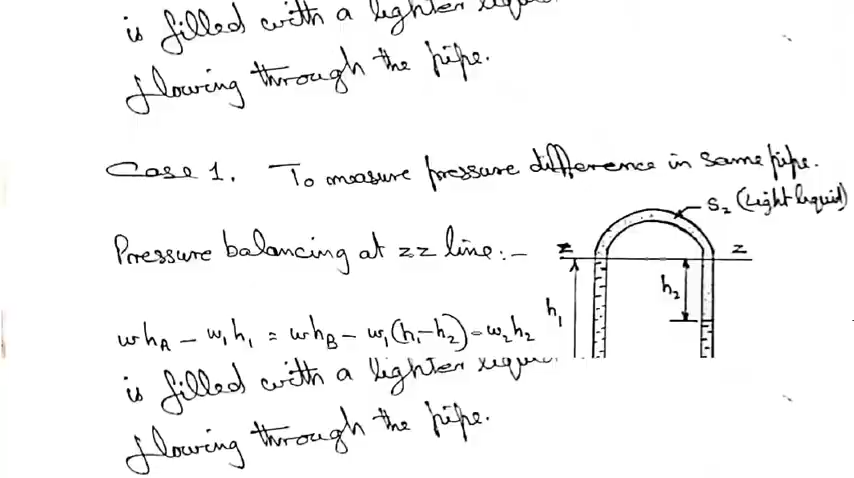 is filled with a lighter
flowing through the pipe.
Case 1. To measure pressure difference in same pipe.
S₂ (Light liquid)
Pressure balancing at zz line:-
z z
h₂
h₁
whA - w₁h₁ = whB - w₁(h₁-h₂) - w₂h₂
is filled with a lighter
flowing through the pipe.